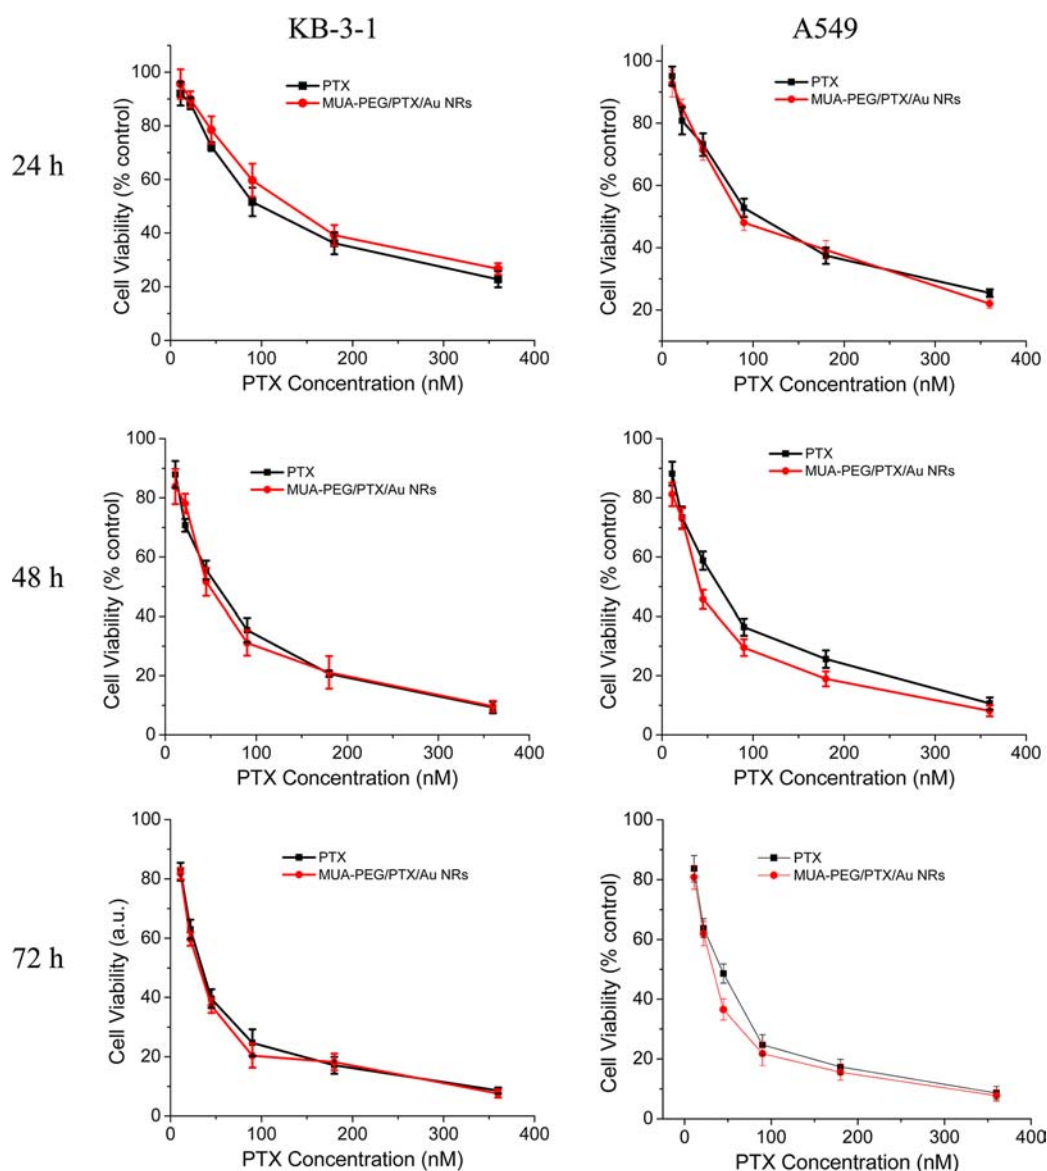 KB-3-1
A549
24 h
Cell Viability (% control)
100
80
60
40
20
0
PTX
MUA-PEG/PTX/Au NRs
0
100
200
300
400
PTX Concentration (nM)
Cell Viability (% control)
100
80
60
40
20
PTX
MUA-PEG/PTX/Au NRs
0
100
200
300
400
PTX Concentration (nM)
48 h
Cell Viability (% control)
100
80
60
40
20
0
PTX
MUA-PEG/PTX/Au NRs
0
100
200
300
400
PTX Concentration (nM)
Cell Viability (% control)
100
80
60
40
20
0
PTX
MUA-PEG/PTX/Au NRs
0
100
200
300
400
PTX Concentration (nM)
72 h
Cell Viability (a.u.)
100
80
60
40
20
0
PTX
MUA-PEG/PTX/Au NRs
0
100
200
300
400
PTX Concentration (nM)
Cell Viability (% control)
100
80
60
40
20
0
PTX
MUA-PEG/PTX/Au NRs
0
100
200
300
400
PTX Concentration (nM)